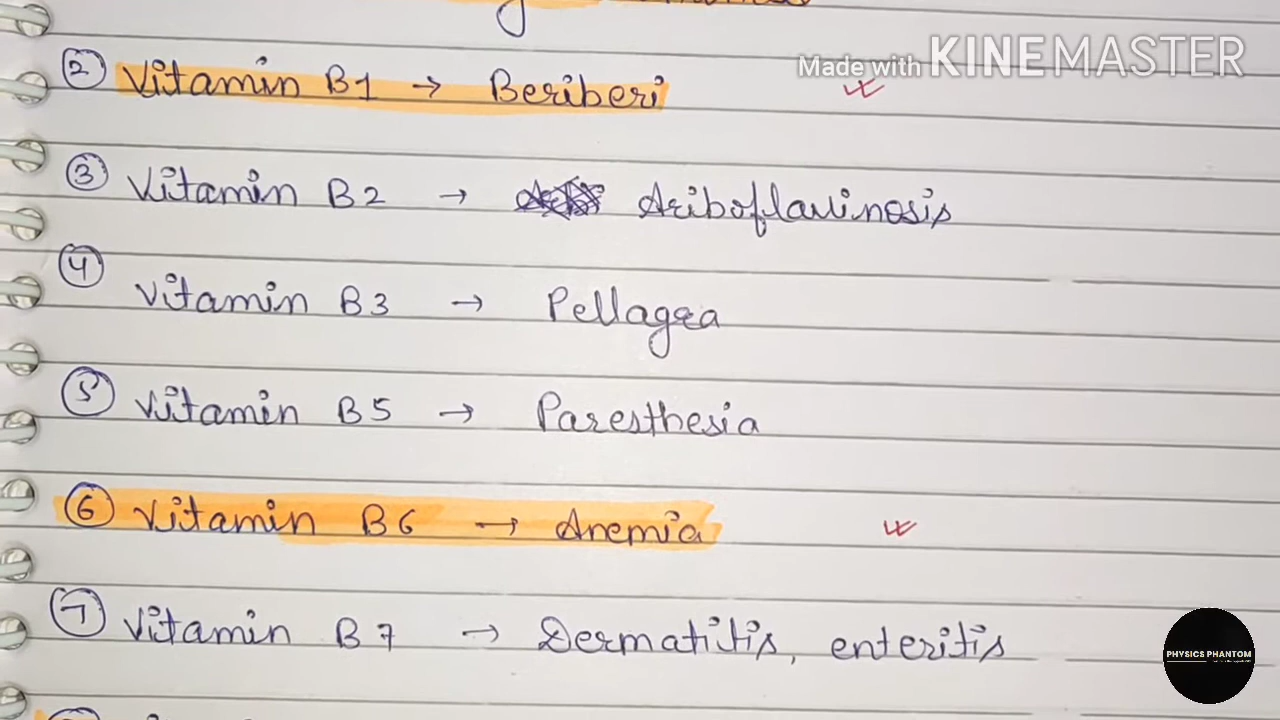 Made with KINEMASTER
② Vitamin B1 → Beriberi
③ Vitamin B2 → Ariboflavinosis
④ Vitamin B3 → Pellagra
⑤ Vitamin B5 → Paresthesia
⑥ Vitamin B6 → Anemia
⑦ Vitamin B7 → Dermatitis, enteritis
PHYSICS PHANTOM